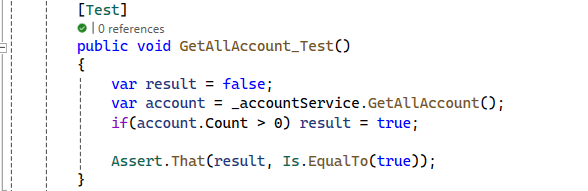 [Test]
| 0 references
public void GetAllAccount_Test()
{
var result = false;
var account = _accountService.GetAllAccount();
if(account.Count > 0) result = true;
Assert.That(result, Is.EqualTo(true));
}